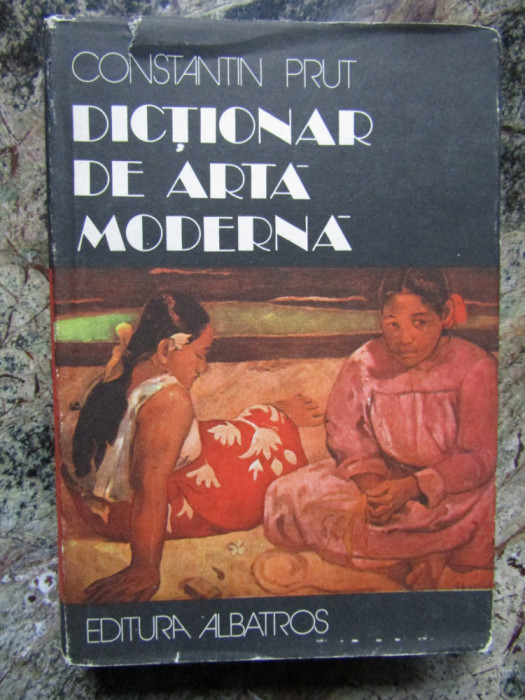 CONSTANTIN PRUT
DICȚIONAR
DE ARTĂ
MODERNĂ
EDITURA ALBATROS